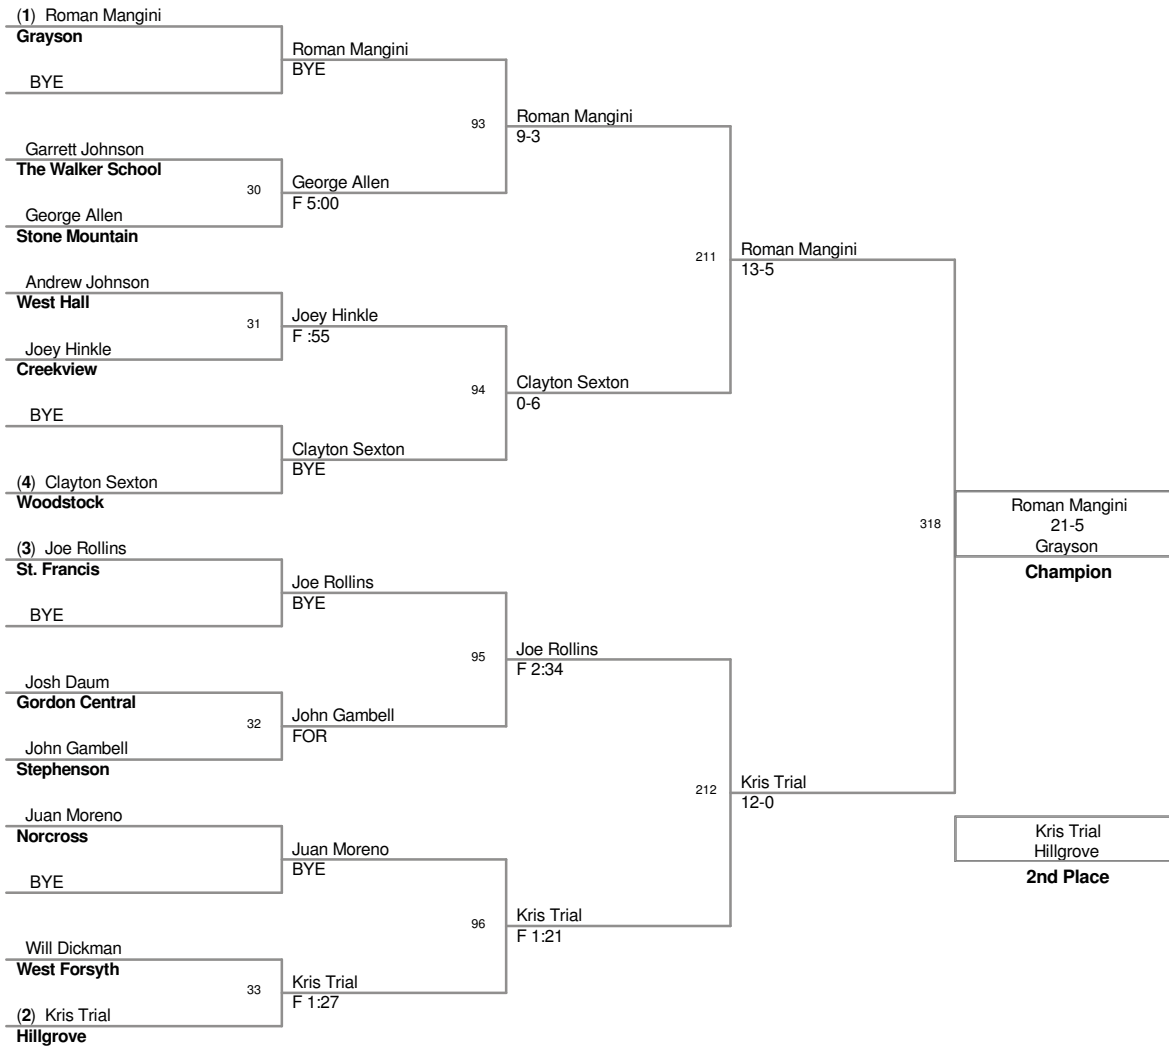 (1) Roman Mangini
Grayson
BYE
Roman Mangini
BYE
Garrett Johnson
The Walker School
30
George Allen
Stone Mountain
George Allen
F 5:00
93
Roman Mangini
9-3
Andrew Johnson
West Hall
31
Joey Hinkle
Creekview
Joey Hinkle
F :55
BYE
(4) Clayton Sexton
Woodstock
Clayton Sexton
BYE
94
Clayton Sexton
0-6
211
Roman Mangini
13-5
(3) Joe Rollins
St. Francis
BYE
Joe Rollins
BYE
Josh Daum
Gordon Central
32
John Gambell
Stephenson
John Gambell
FOR
95
Joe Rollins
F 2:34
Juan Moreno
Norcross
BYE
Juan Moreno
BYE
Will Dickman
West Forsyth
33
(2) Kris Trial
Hillgrove
Kris Trial
F 1:27
96
Kris Trial
F 1:21
212
Kris Trial
12-0
318
Roman Mangini
21-5
Grayson
Champion
Kris Trial
Hillgrove
2nd Place